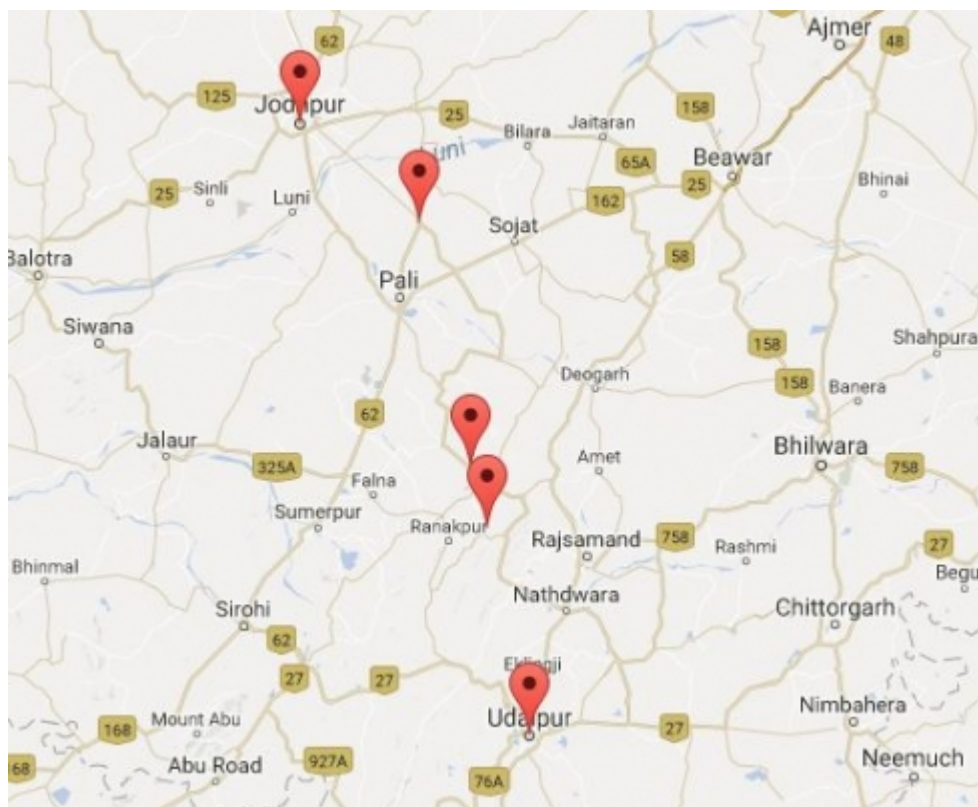 Ajmer
62
48
125
Jodhpur
25
158
Bilara
Jaitaran
Luni
65A
Beawar
25
Sinli
Luni
162
25
Bhinai
Sojat
Balotra
58
Pali
Siwana
Shahpura
158
Deogarh
158
Banera
62
Jalaur
325A
Falna
Amet
Bhilwara
758
Sumerpur
Ranakpur
Rajsamand
758
Rashmi
27
Bhinmal
Begu
Sirohi
Nathdwara
Chittorgarh
62
27
27
Eklingji
168
Mount Abu
Udaipur
27
Nimbahera
68
Abu Road
927A
76A
Neemuch